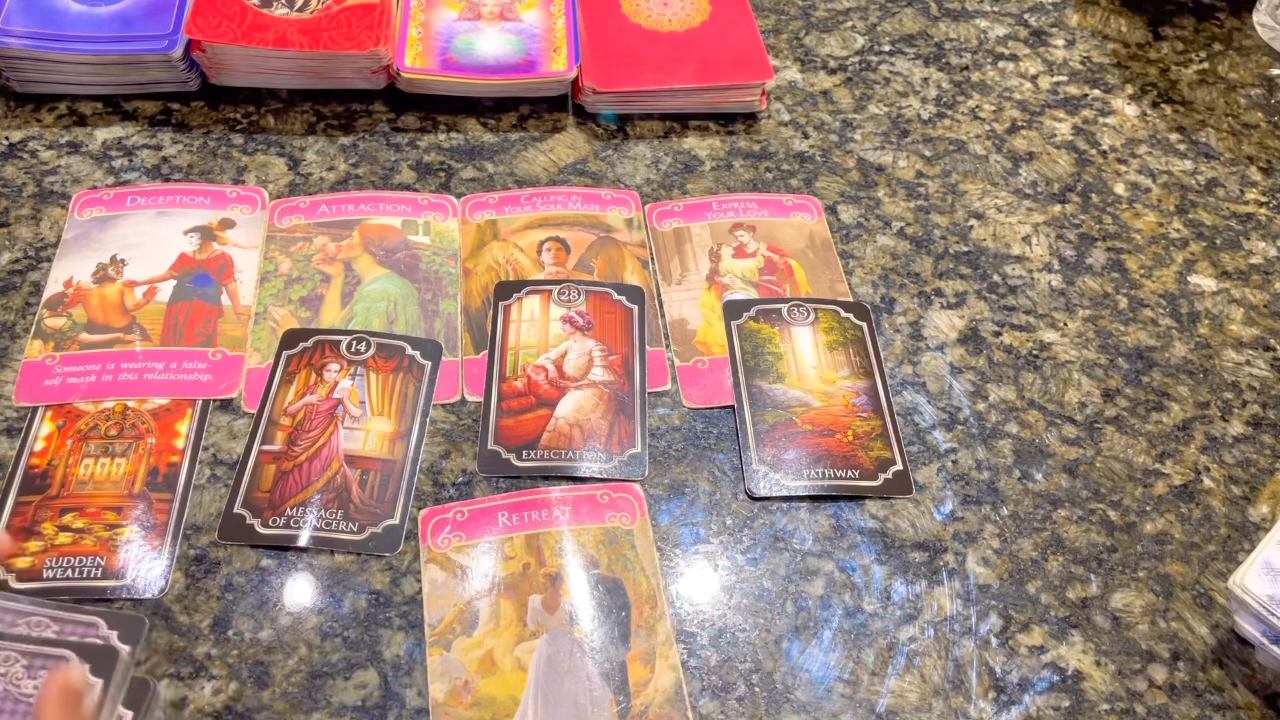 DECEPTION
Someone is wearing a false-
self mask in this relationship.
ATTRACTION
CALLING IN
YOUR SOUL MATE
EXPRESS
YOUR LOVE
SUDDEN
WEALTH
14
MESSAGE
OF CONCERN
28
EXPECTATION
35
PATHWAY
RETREAT